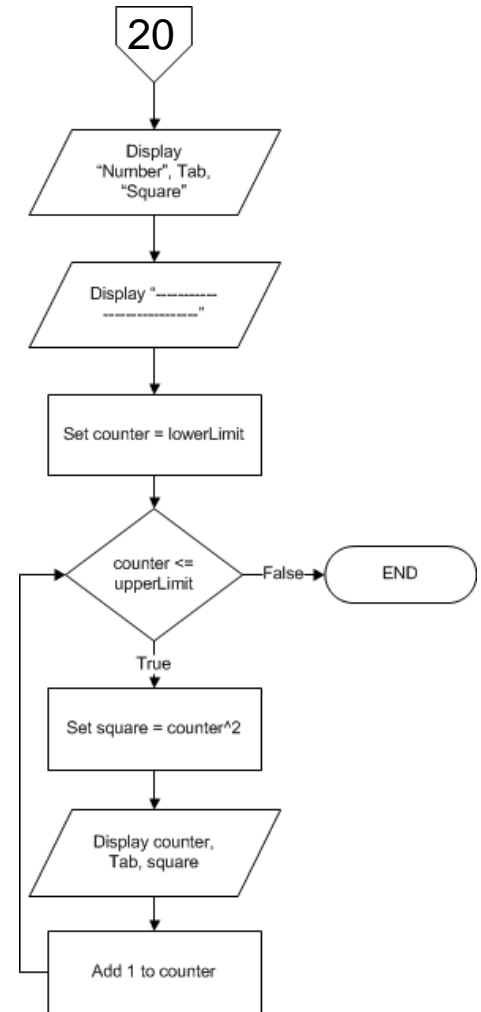 20
Display
“Number”, Tab,
“Square”
Display “-----------
-----------------”
Set counter = lowerLimit
counter <=
upperLimit
False
END
True
Set square = counter^2
Display counter,
Tab, square
Add 1 to counter